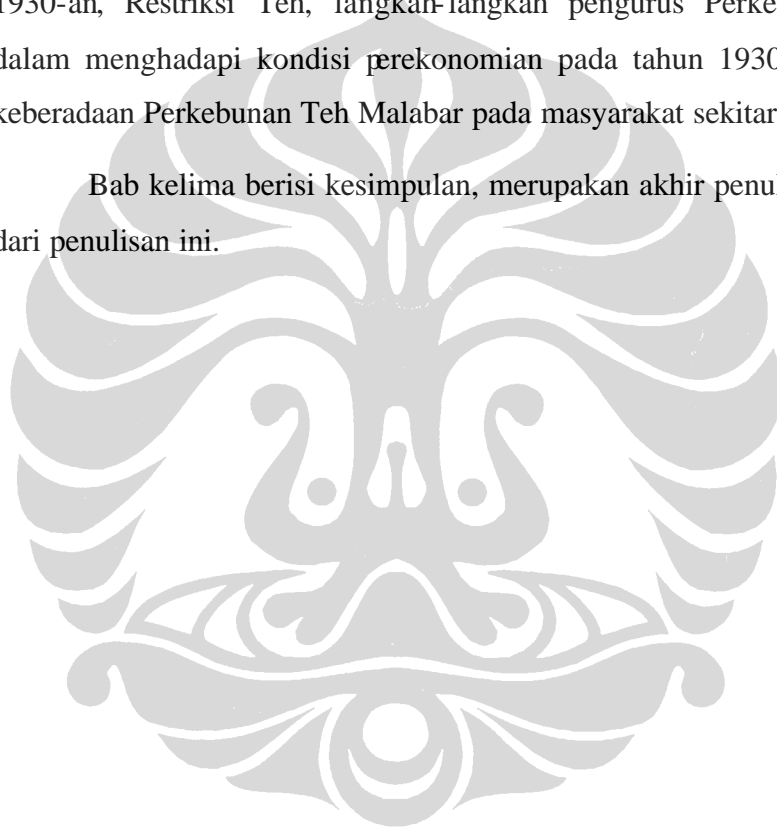 1930-an, Restriksi Teh, langkah-langkah pengurus Perke
dalam menghadapi kondisi perekonomian pada tahun 1930
keberadaan Perkebunan Teh Malabar pada masyarakat sekitar
Bab kelima berisi kesimpulan, merupakan akhir penul
dari penulisan ini.